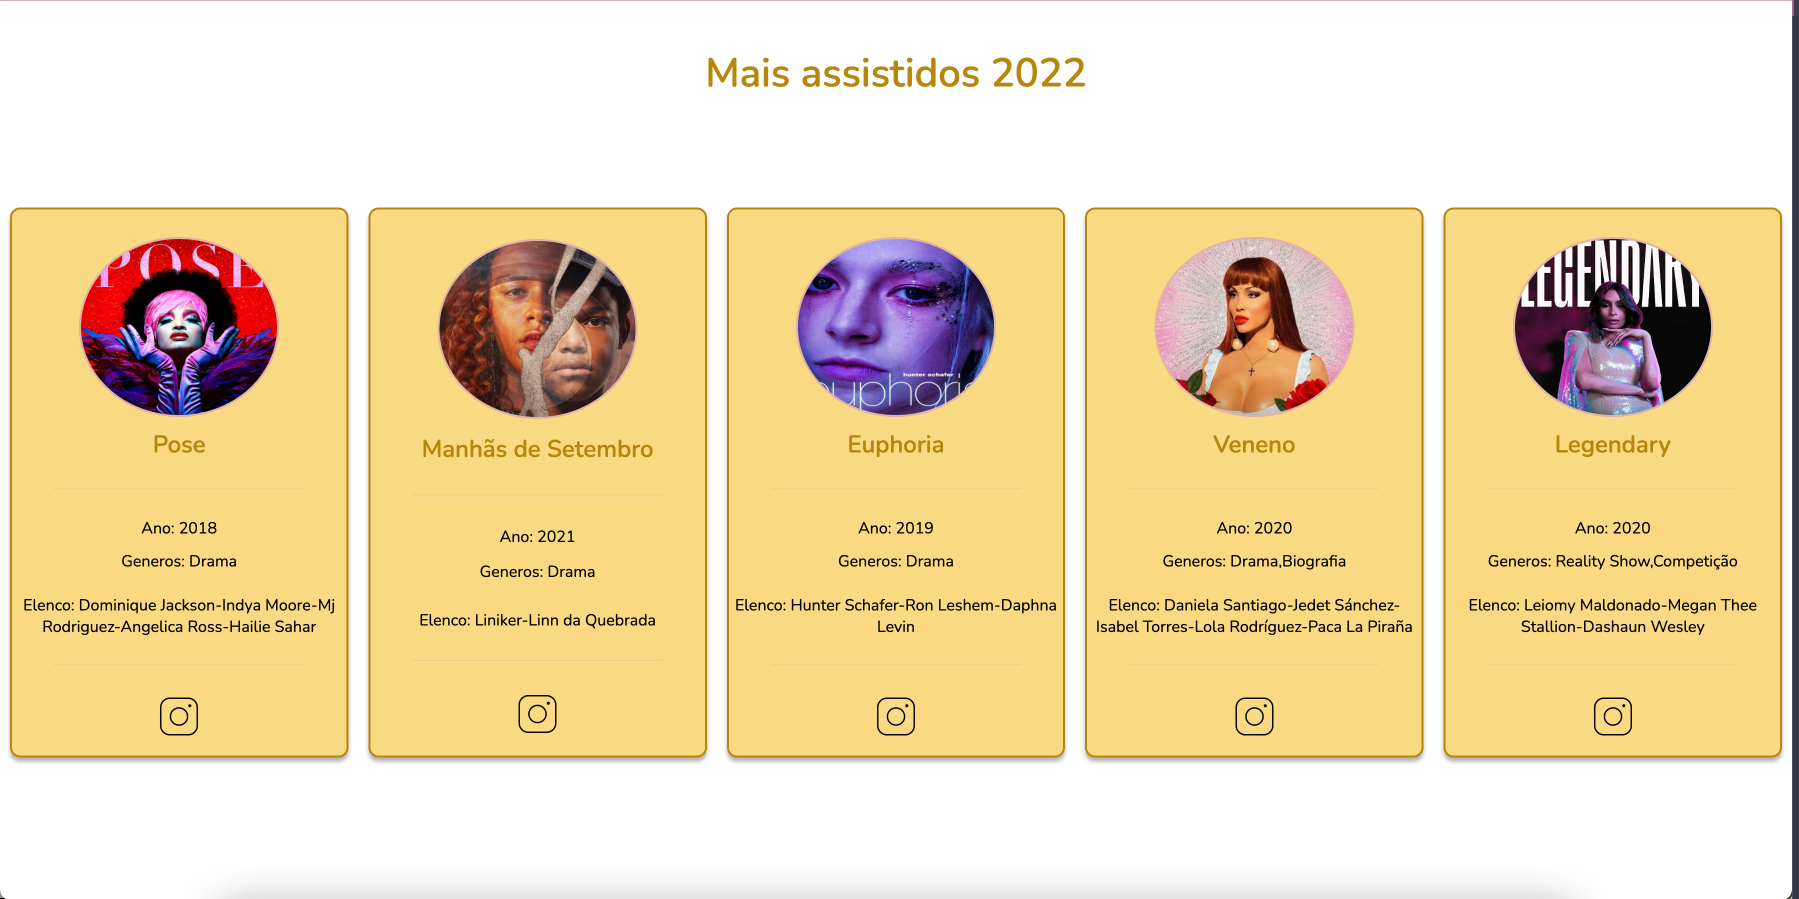 Mais assistidos 2022
POSE
Pose
Ano: 2018
Generos: Drama
Elenco: Dominique Jackson-Indya Moore-Mj
Rodriguez-Angelica Ross-Hailie Sahar
Manhãs de Setembro
Ano: 2021
Generos: Drama
Elenco: Liniker-Linn da Quebrada
hunter schafer
euphoria
Euphoria
Ano: 2019
Generos: Drama
Elenco: Hunter Schafer-Ron Leshem-Daphna
Levin
Veneno
Ano: 2020
Generos: Drama,Biografia
Elenco: Daniela Santiago-Jedet Sánchez-
Isabel Torres-Lola Rodríguez-Paca La Piraña
LEGENDARY
Legendary
Ano: 2020
Generos: Reality Show,Competição
Elenco: Leiomy Maldonado-Megan Thee
Stallion-Dashaun Wesley